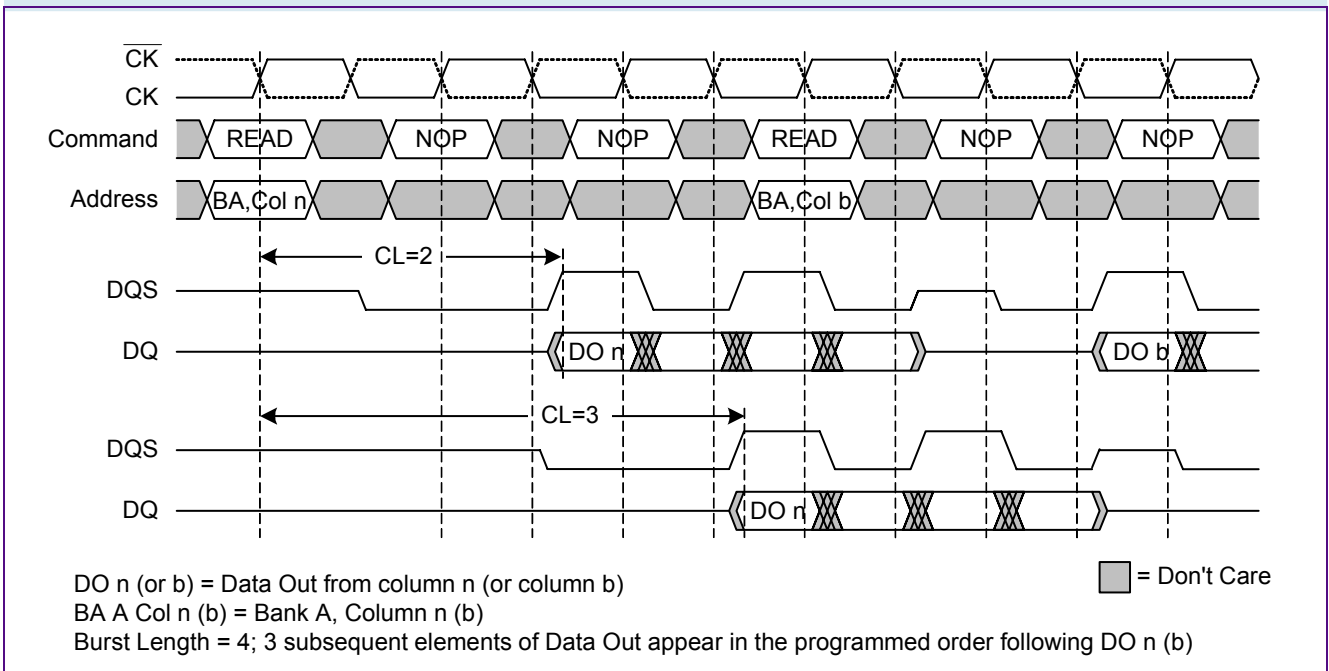 CK
CK
Command READ NOP NOP READ NOP NOP
Address BA,Col n BA,Col b
CL=2
DQS
DQ DO n DO b
CL=3
DQS
DQ DO n
DO n (or b) = Data Out from column n (or column b)
= Don't Care
BA A Col n (b) = Bank A, Column n (b)
Burst Length = 4; 3 subsequent elements of Data Out appear in the programmed order following DO n (b)